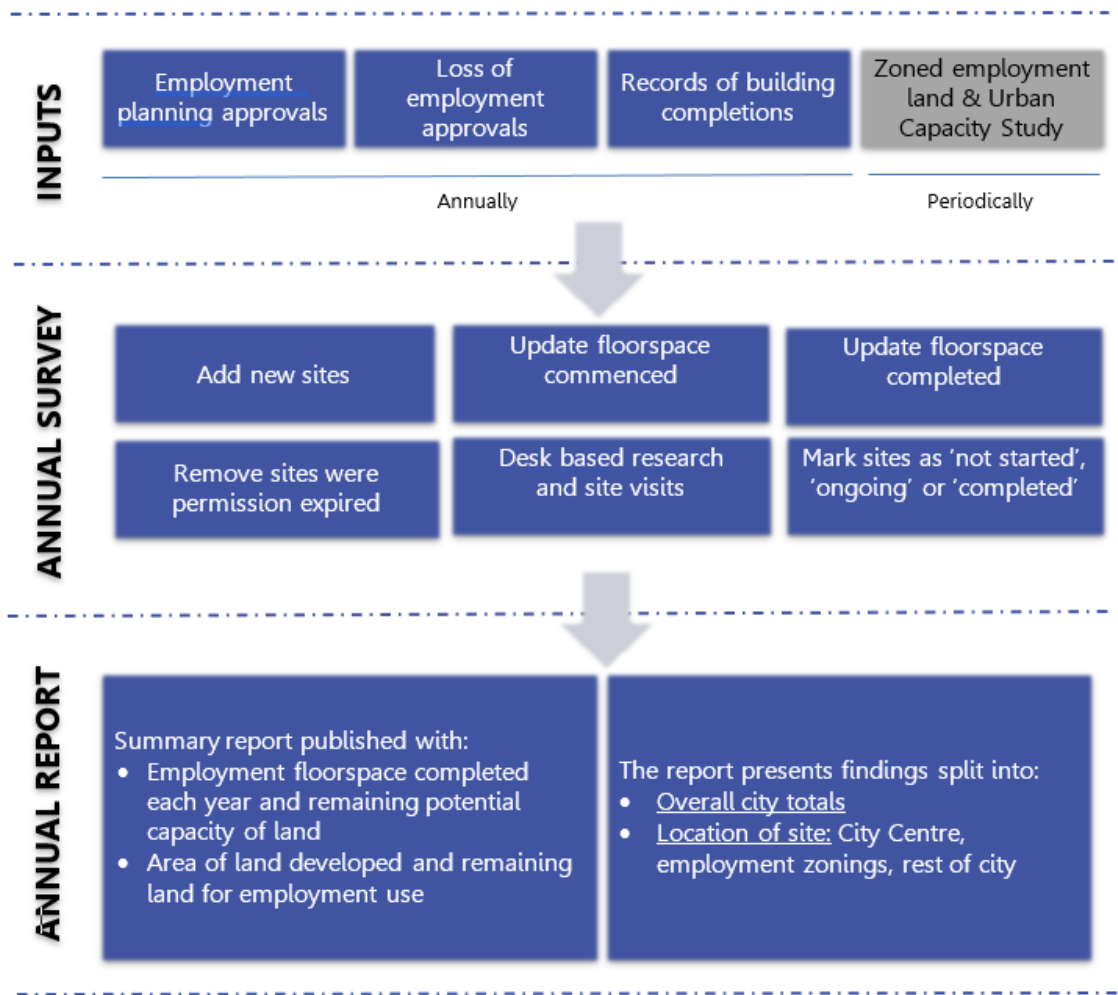 INPUTS
Employment
planning approvals
Loss of
employment
approvals
Records of building
completions
Zoned employment
land & Urban
Capacity Study
Annually
Periodically
ANNUAL SURVEY
Add new sites
Update floorspace
commenced
Update floorspace
completed
Remove sites were
permission expired
Desk based research
and site visits
Mark sites as ‘not started’,
‘ongoing’ or ‘completed’
ANNUAL REPORT
Summary report published with:
• Employment floorspace completed
each year and remaining potential
capacity of land
• Area of land developed and remaining
land for employment use
The report presents findings split into:
• Overall city totals
• Location of site: City Centre,
employment zonings, rest of city